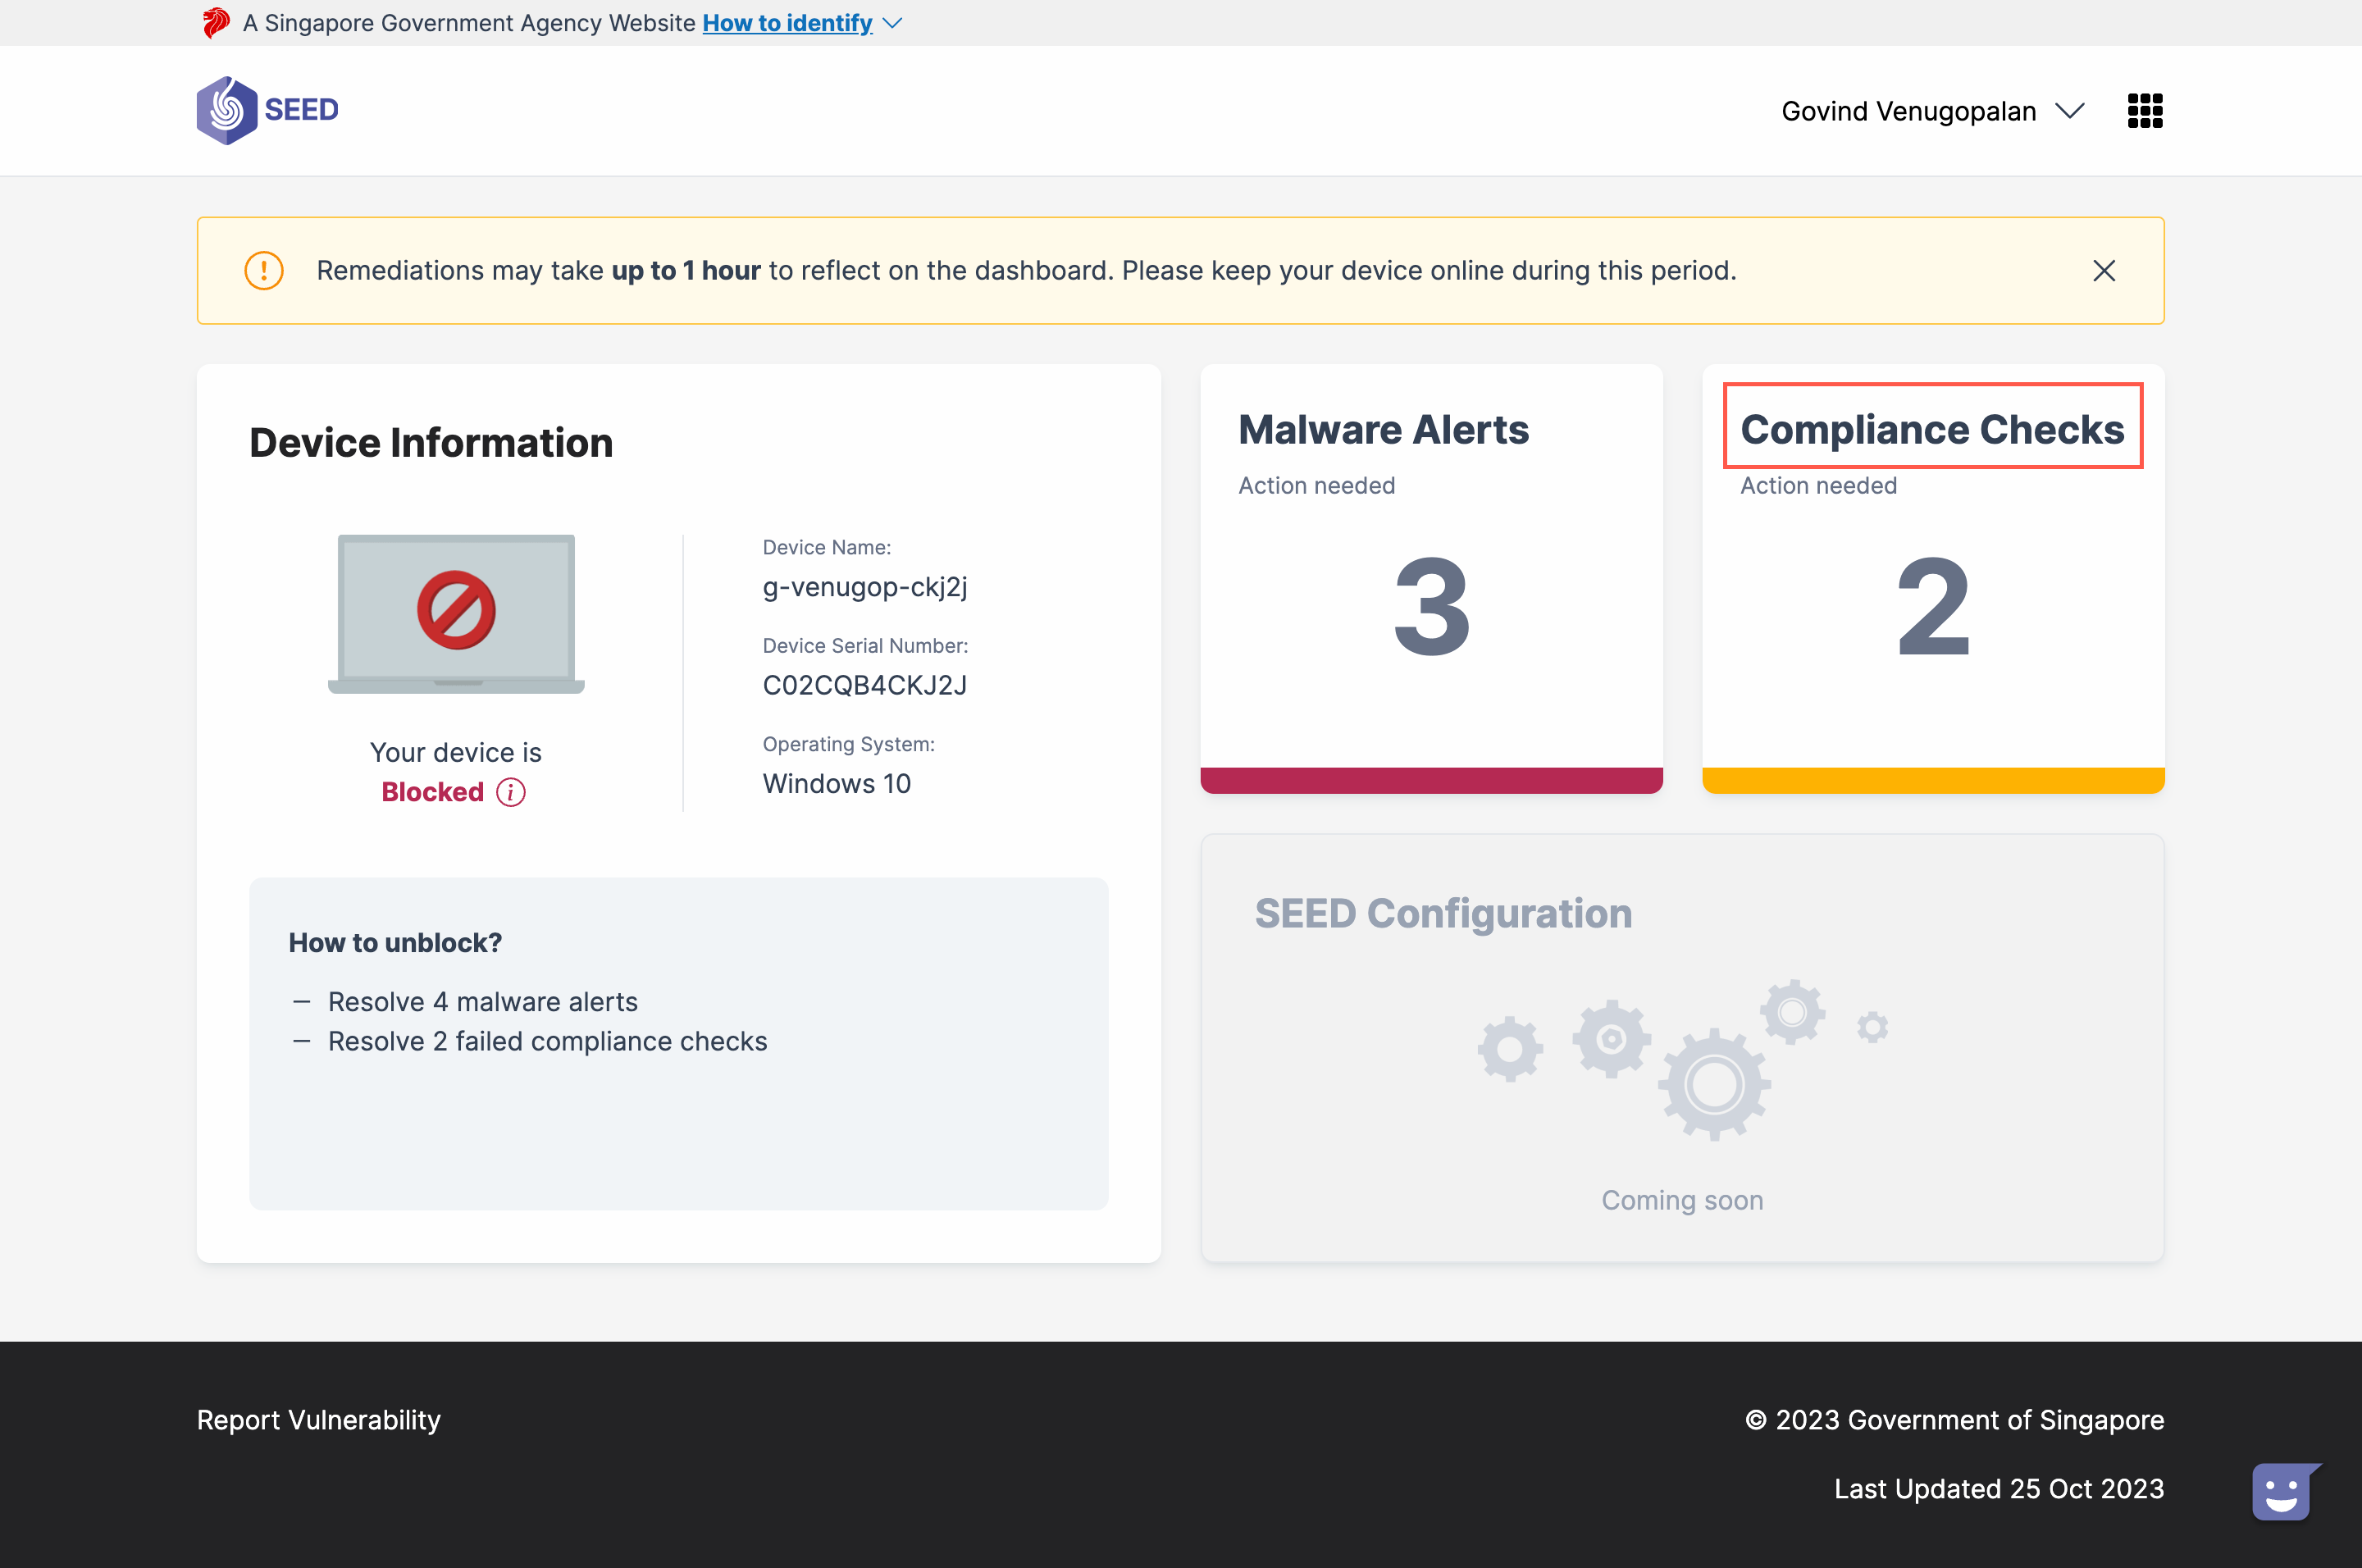 A Singapore Government Agency Website How to identify
SEED
Govind Venugopalan
Remediations may take up to 1 hour to reflect on the dashboard. Please keep your device online during this period.
Device Information
Your device is
Blocked
Device Name:
g-venugop-ckj2j
Device Serial Number:
C02CQB4CKJ2J
Operating System:
Windows 10
How to unblock?
— Resolve 4 malware alerts
— Resolve 2 failed compliance checks
Malware Alerts
Action needed
3
Compliance Checks
Action needed
2
SEED Configuration
Coming soon
Report Vulnerability
© 2023 Government of Singapore
Last Updated 25 Oct 2023